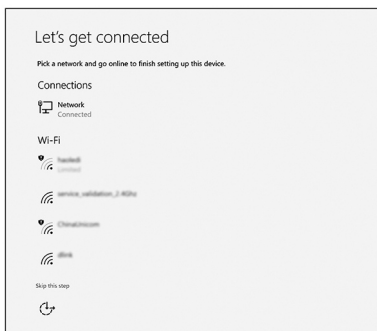 Let's get connected
Pick a network and go online to finish setting up this device.
Connections
Network
Connected
Wi-Fi
Limited
service_validation_2.4Ghz
ChinaUnicom
dlink
Skip this step